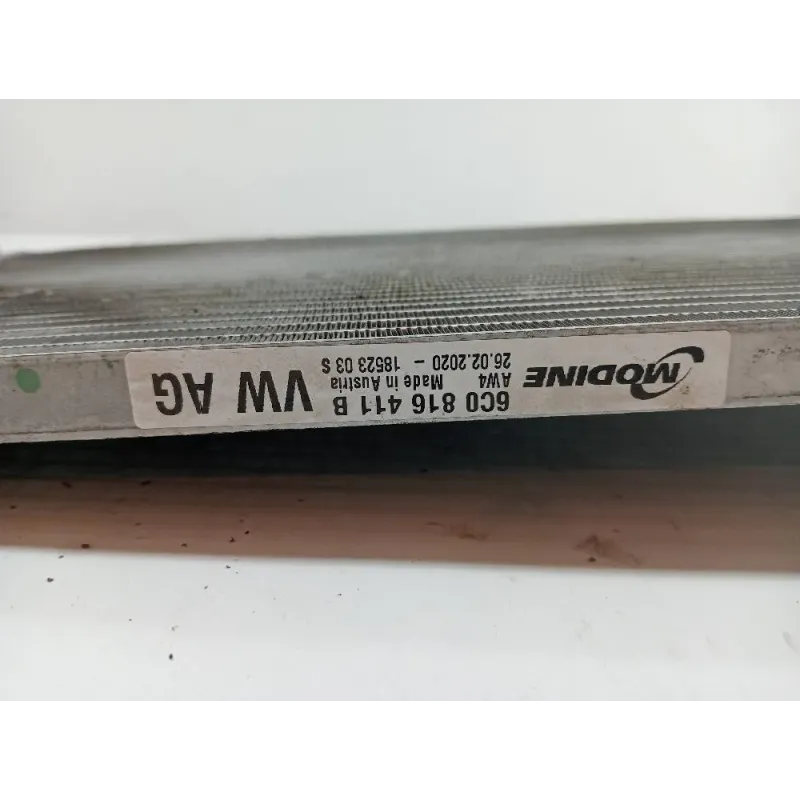 MODINE
6C0 816 411 B
AW4 Made in Austria
26.02.2020 - 18523 03 S
VW AG